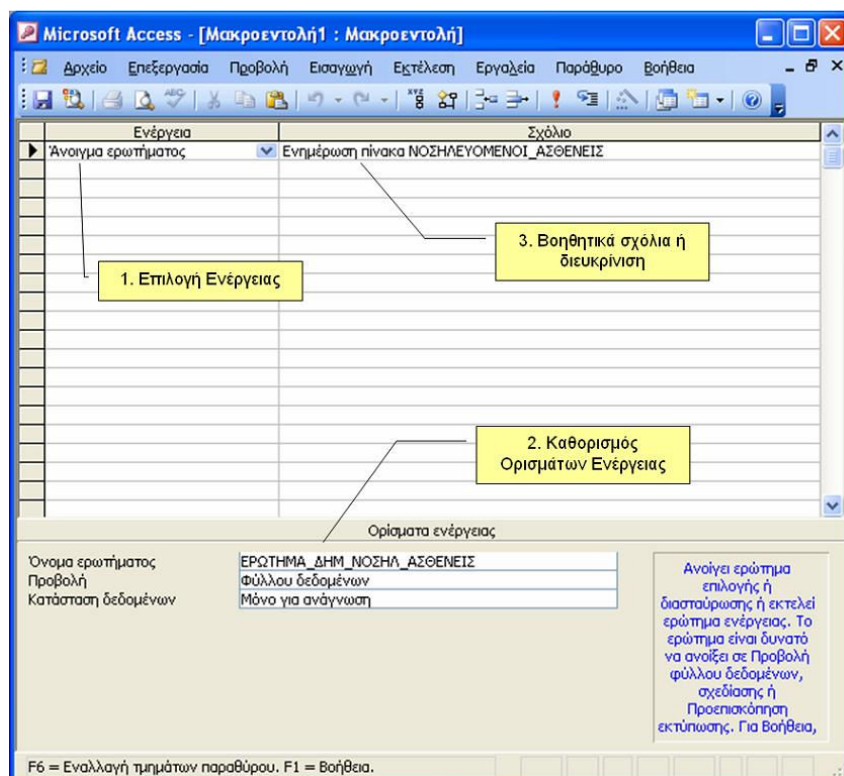 Microsoft Access - [Μακροεντολή1 : Μακροεντολή]
Αρχείο Επεξεργασία Προβολή Εισαγωγή Εκτέλεση Εργαλεία Παράθυρο Βοήθεια
Ενέργεια Σχόλιο
Άνοιγμα ερωτήματος Ενημέρωση πίνακα ΝΟΣΗΛΕΥΟΜΕΝΟΙ_ΑΣΘΕΝΕΙΣ
3. Βοηθητικά σχόλια ή
διευκρίνιση
1. Επιλογή Ενέργειας
2. Καθορισμός
Ορισμάτων Ενέργειας
Ορίσματα ενέργειας
Όνομα ερωτήματος ΕΡΩΤΗΜΑ_ΔΗΜ_ΝΟΣΗΛ_ΑΣΘΕΝΕΙΣ
Προβολή Φύλλου δεδομένων
Κατάσταση δεδομένων Μόνο για ανάγνωση
Ανοίγει ερώτημα
επιλογής ή
διασταύρωσης ή εκτελεί
ερώτημα ενέργειας. Το
ερώτημα είναι δυνατό
να ανοίξει σε Προβολή
φύλλου δεδομένων,
σχεδίασης ή
Προεπισκόπηση
εκτύπωσης. Για Βοήθεια,
F6 = Εναλλαγή τμημάτων παραθύρου. F1 = Βοήθεια.